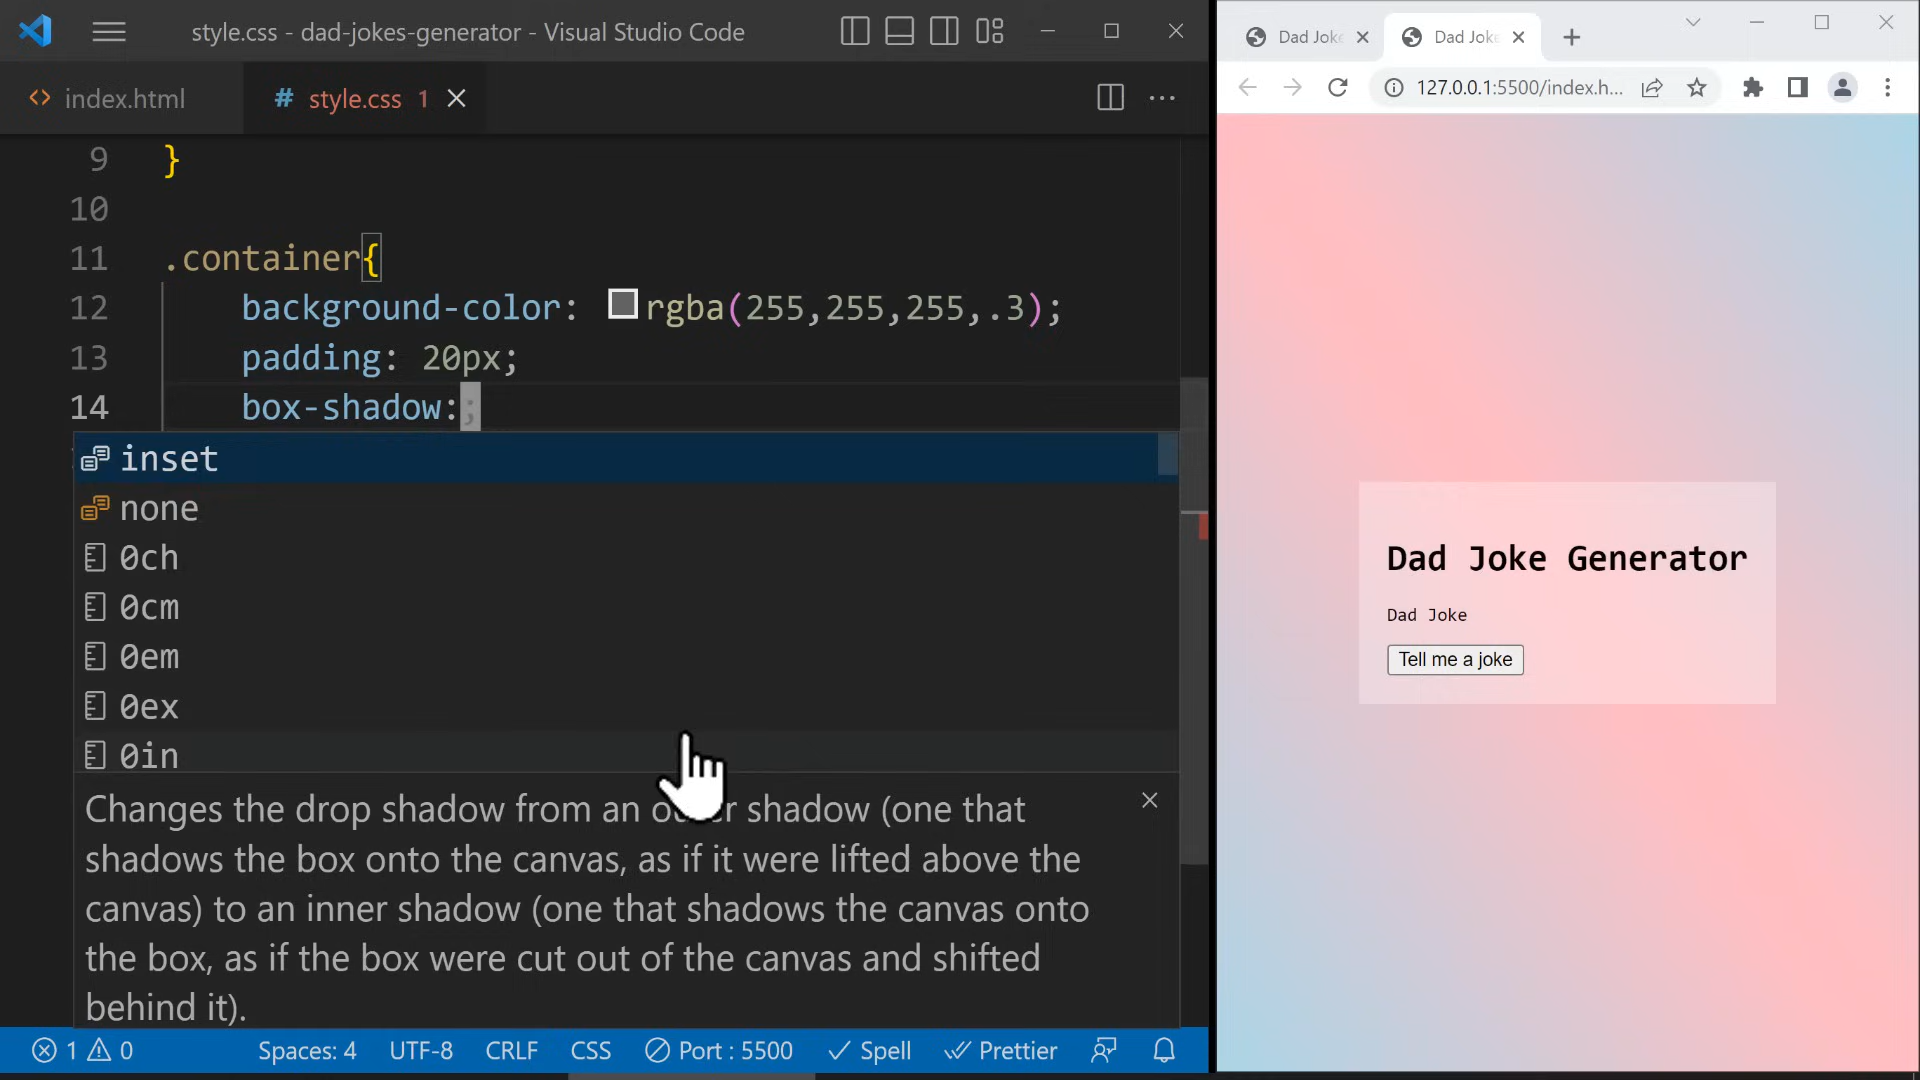 style.css - dad-jokes-generator - Visual Studio Code
index.html
# style.css 1
9 }
10
11 .container{
12 background-color: rgba(255,255,255,.3);
13 padding: 20px;
14 box-shadow:;
inset
none
0ch
0cm
0em
0ex
0in
Changes the drop shadow from an outer shadow (one that
shadows the box onto the canvas, as if it were lifted above the
canvas) to an inner shadow (one that shadows the canvas onto
the box, as if the box were cut out of the canvas and shifted
behind it).
1 0 Spaces: 4 UTF-8 CRLF CSS Port : 5500 Spell Prettier
Dad Joke Dad Joke
127.0.0.1:5500/index.h...
Dad Joke Generator
Dad Joke
Tell me a joke